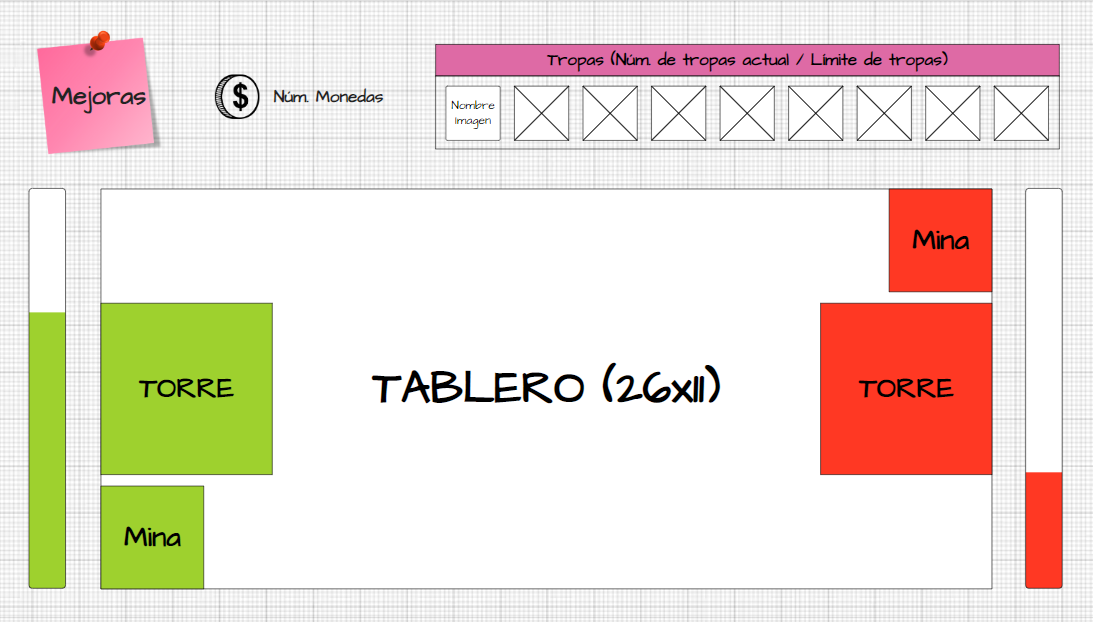 Mejoras
$
Núm. Monedas
Tropas (Núm. de tropas actual / Límite de tropas)
Nombre
Imagen
Mina
TORRE
TABLERO (26x11)
TORRE
Mina